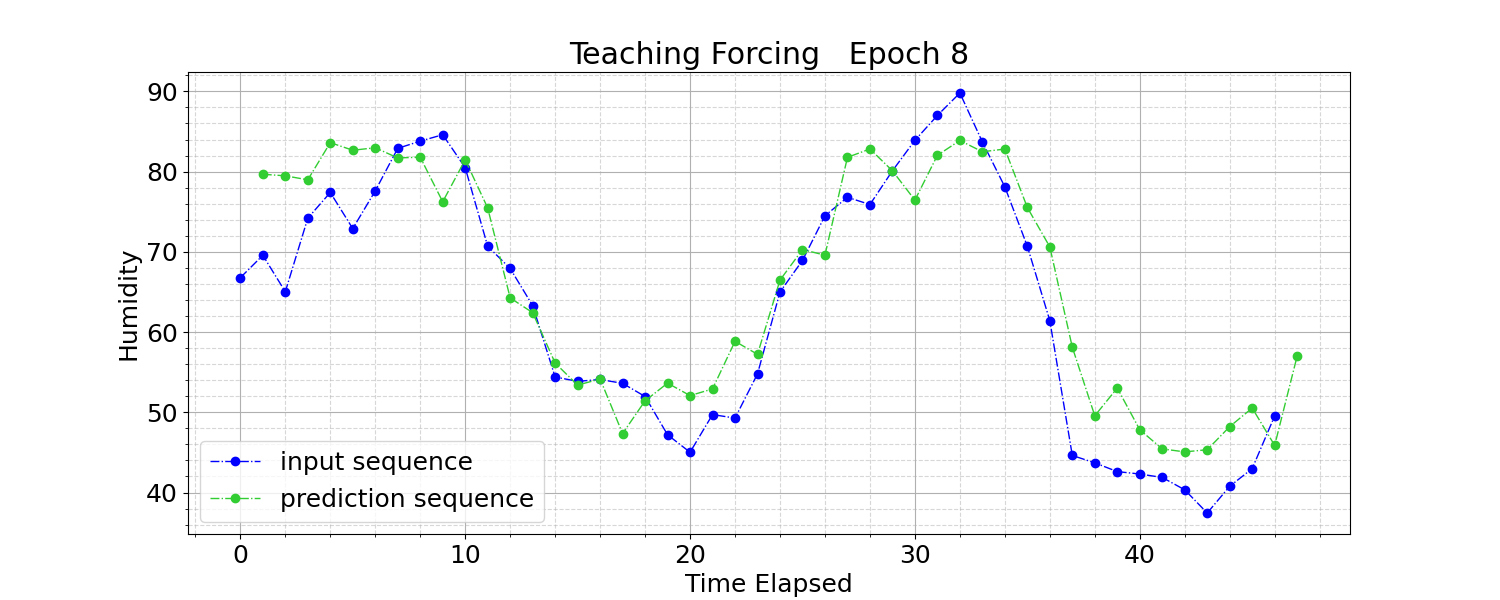 Teaching Forcing   Epoch 8
Humidity
90
80
70
60
50
40
input sequence
prediction sequence
0 10 20 30 40
Time Elapsed